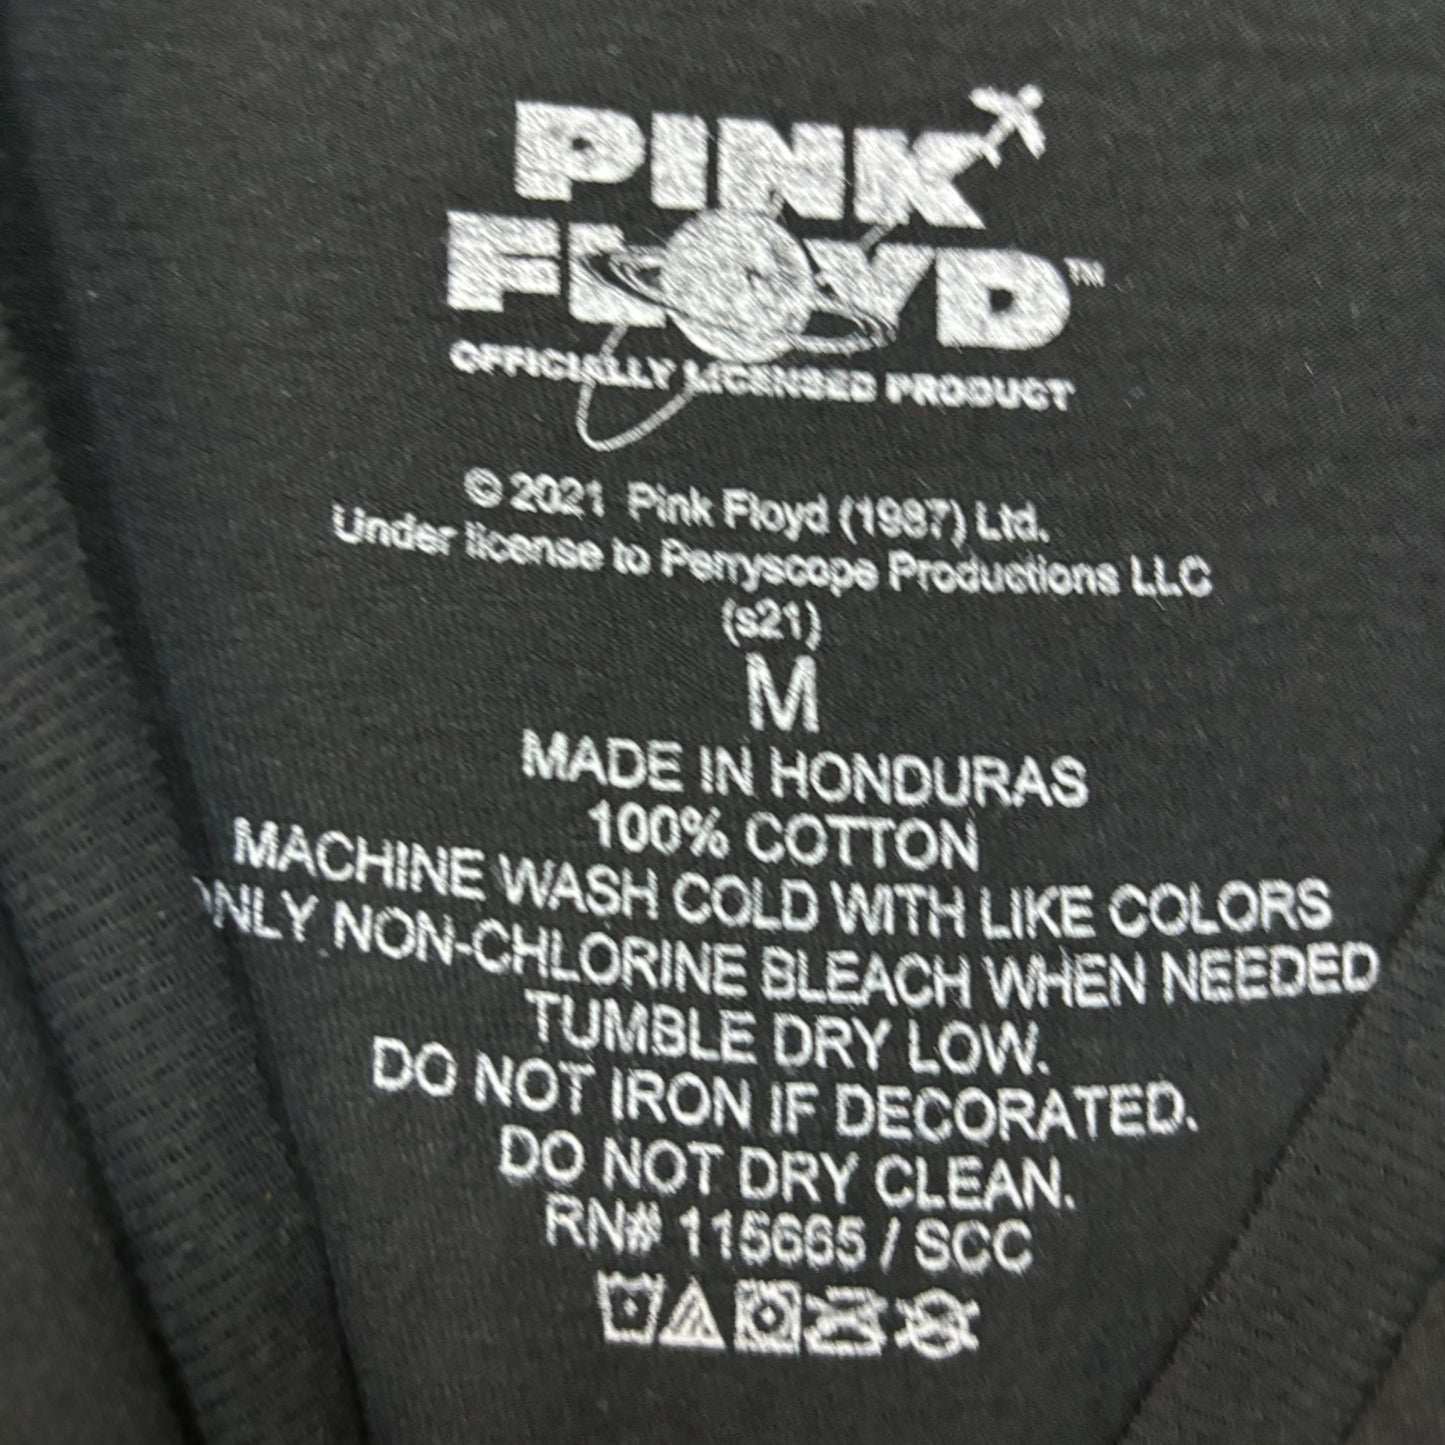 PINK
FLOYD™
OFFICIALLY LICENSED PRODUCT
© 2021 Pink Floyd (1987) Ltd.
Under license to Perryscope Productions LLC
(s21)
M
MADE IN HONDURAS
100% COTTON
MACHINE WASH COLD WITH LIKE COLORS
ONLY NON-CHLORINE BLEACH WHEN NEEDED
TUMBLE DRY LOW.
DO NOT IRON IF DECORATED.
DO NOT DRY CLEAN.
RN# 115665 / SCC